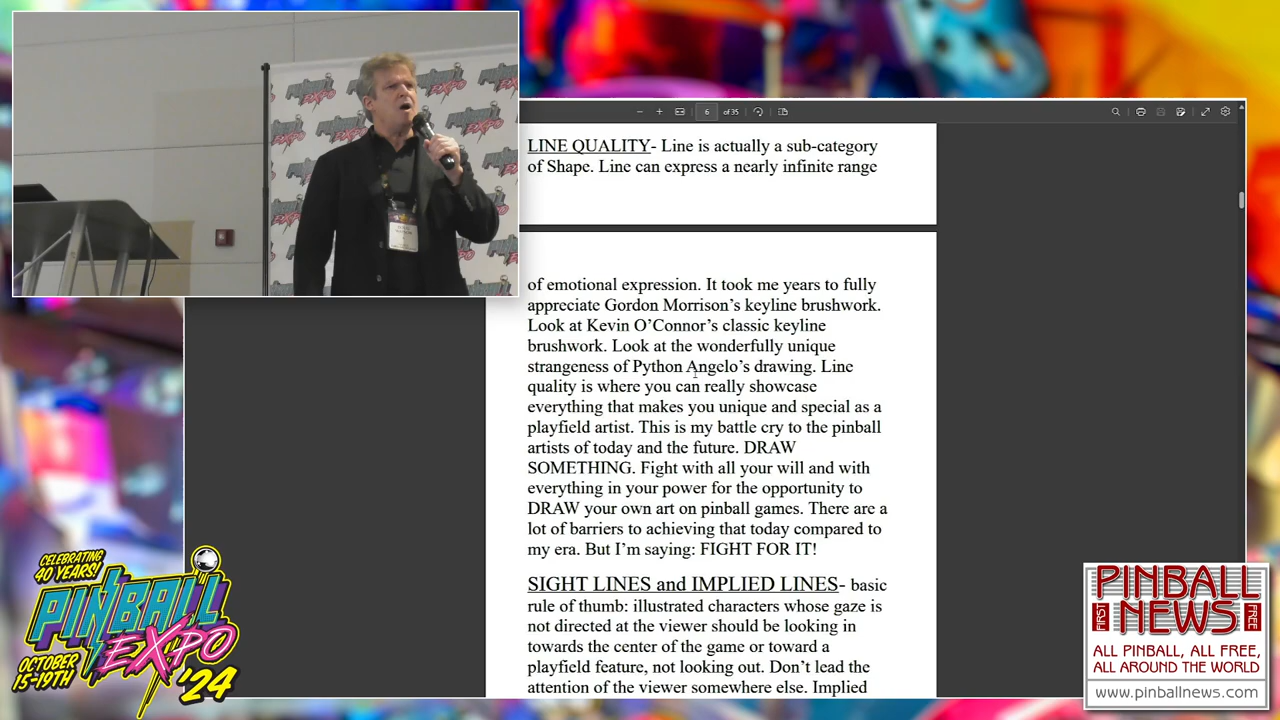 PINBALL
EXPO
6 of 35
LINE QUALITY- Line is actually a sub-category
of Shape. Line can express a nearly infinite range
of emotional expression. It took me years to fully
appreciate Gordon Morrison’s keyline brushwork.
Look at Kevin O’Connor’s classic keyline
brushwork. Look at the wonderfully unique
strangeness of Python Angelo’s drawing. Line
quality is where you can really showcase
everything that makes you unique and special as a
playfield artist. This is my battle cry to the pinball
artists of today and the future. DRAW
SOMETHING. Fight with all your will and with
everything in your power for the opportunity to
DRAW your own art on pinball games. There are a
lot of barriers to achieving that today compared to
my era. But I’m saying: FIGHT FOR IT!
SIGHT LINES and IMPLIED LINES- basic
rule of thumb: illustrated characters whose gaze is
not directed at the viewer should be looking in
towards the center of the game or toward a
playfield feature, not looking out. Don’t lead the
attention of the viewer somewhere else. Implied
CELEBRATING
40 YEARS!
PINBALL
EXPO
OCTOBER
15-19TH
'24
PINBALL
NEWS
FIRST
FREE
ALL PINBALL, ALL FREE,
ALL AROUND THE WORLD
www.pinballnews.com